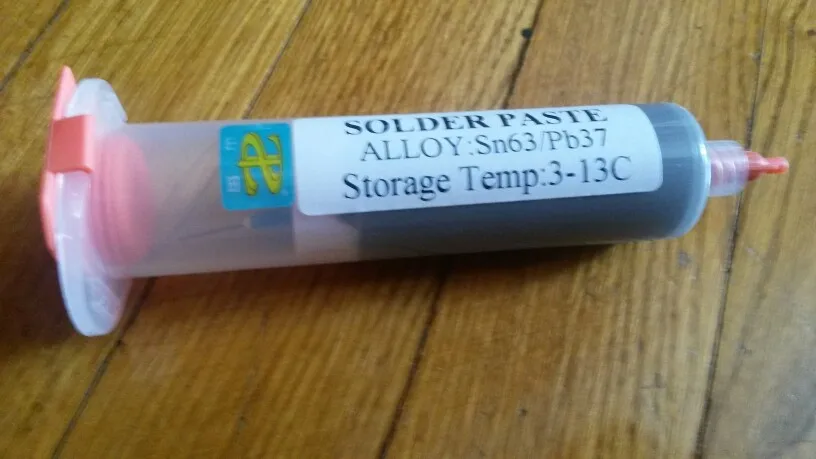 SOLDER PASTE
ALLOY:Sn63/Pb37
Storage Temp:3-13C